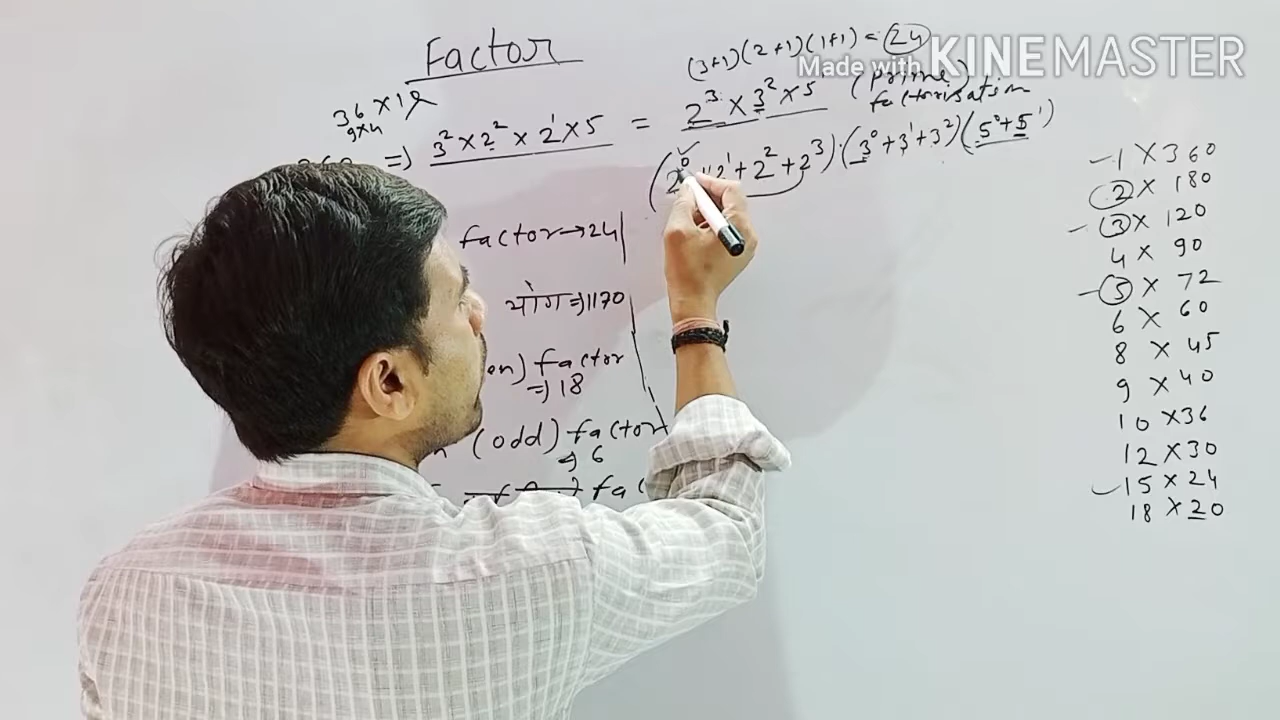 Factor
(3+1)(2+1)(1+1) = 24
Made with KINEMASTER
36 × 12
9×4
⇒ 3² × 2² × 2¹ × 5 = 2³ × 3² × 5 (prime) factorisation
2¹ + 2² + 2³) · (3⁰ + 3¹ + 3²) (5⁰ + 5¹)
factor → 24
योग ⇒ 1170
factor
⇒ 18
(odd) factor
⇒ 6
1 × 360
2 × 180
3 × 120
4 × 90
5 × 72
6 × 60
8 × 45
9 × 40
10 × 36
12 × 30
15 × 24
18 × 20